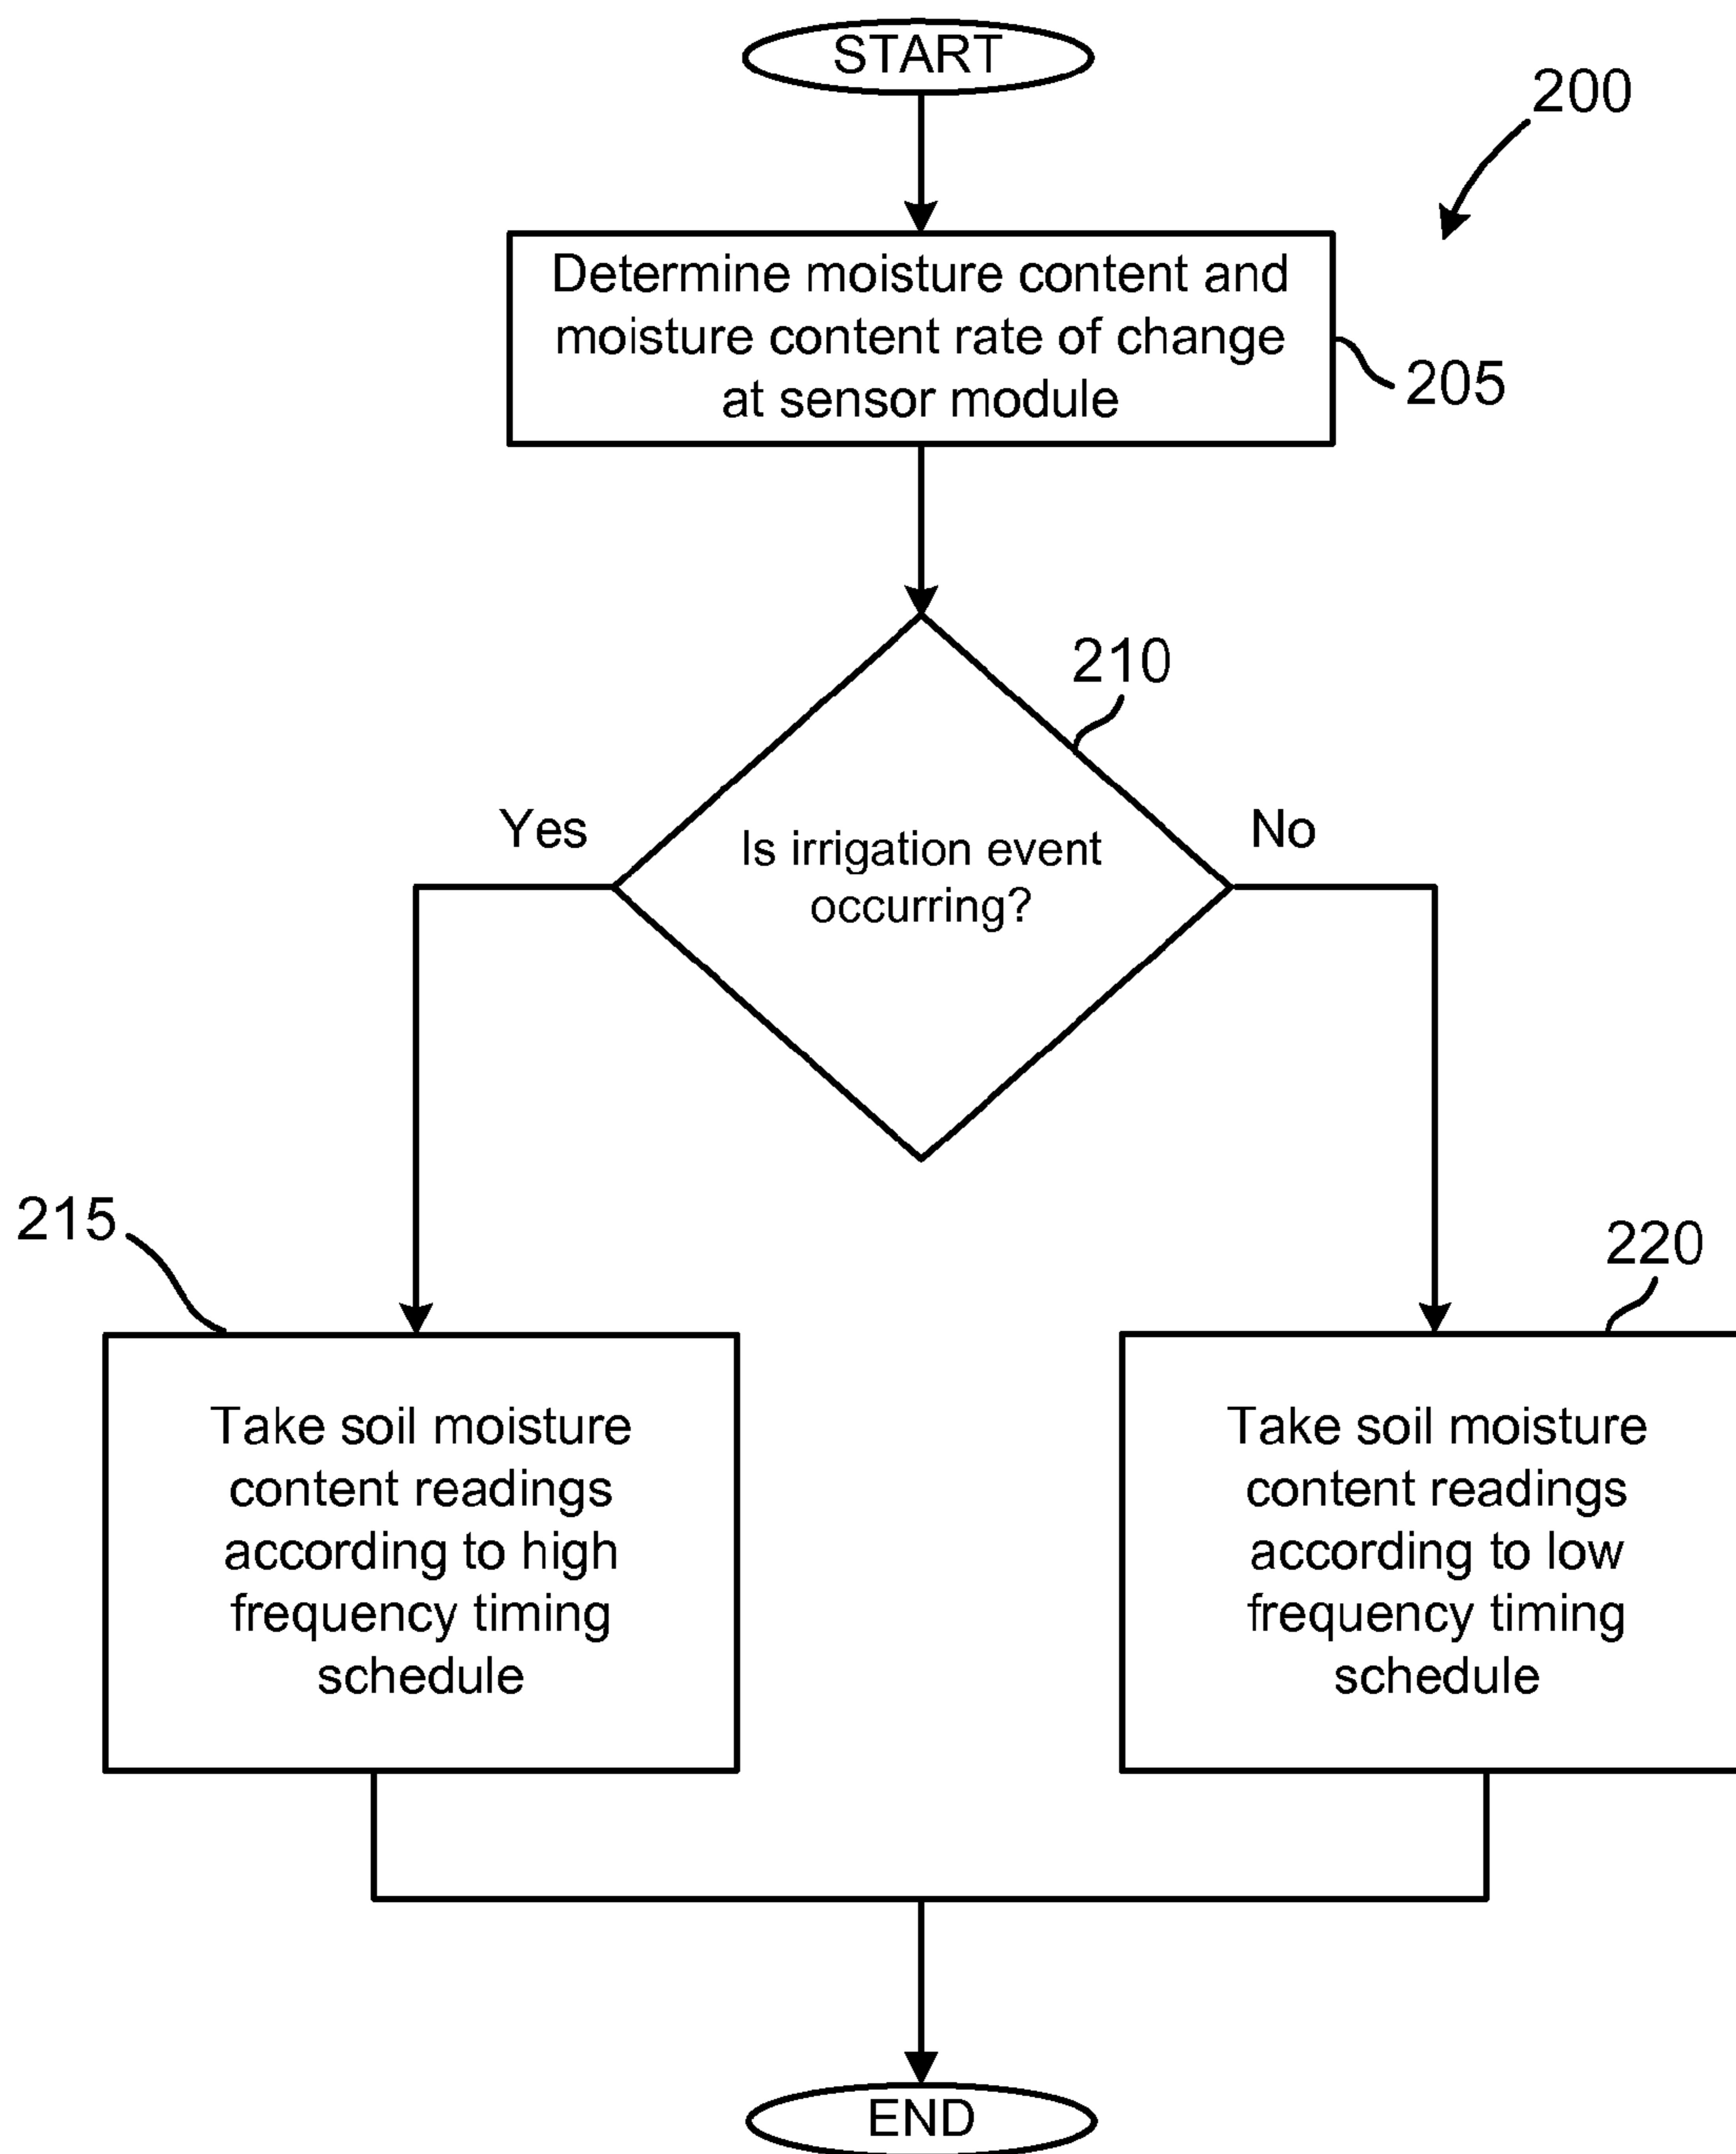 START
200
Determine moisture content and
moisture content rate of change
at sensor module
205
210
Yes
Is irrigation event
occurring?
No
215
220
Take soil moisture
content readings
according to high
frequency timing
schedule
Take soil moisture
content readings
according to low
frequency timing
schedule
END